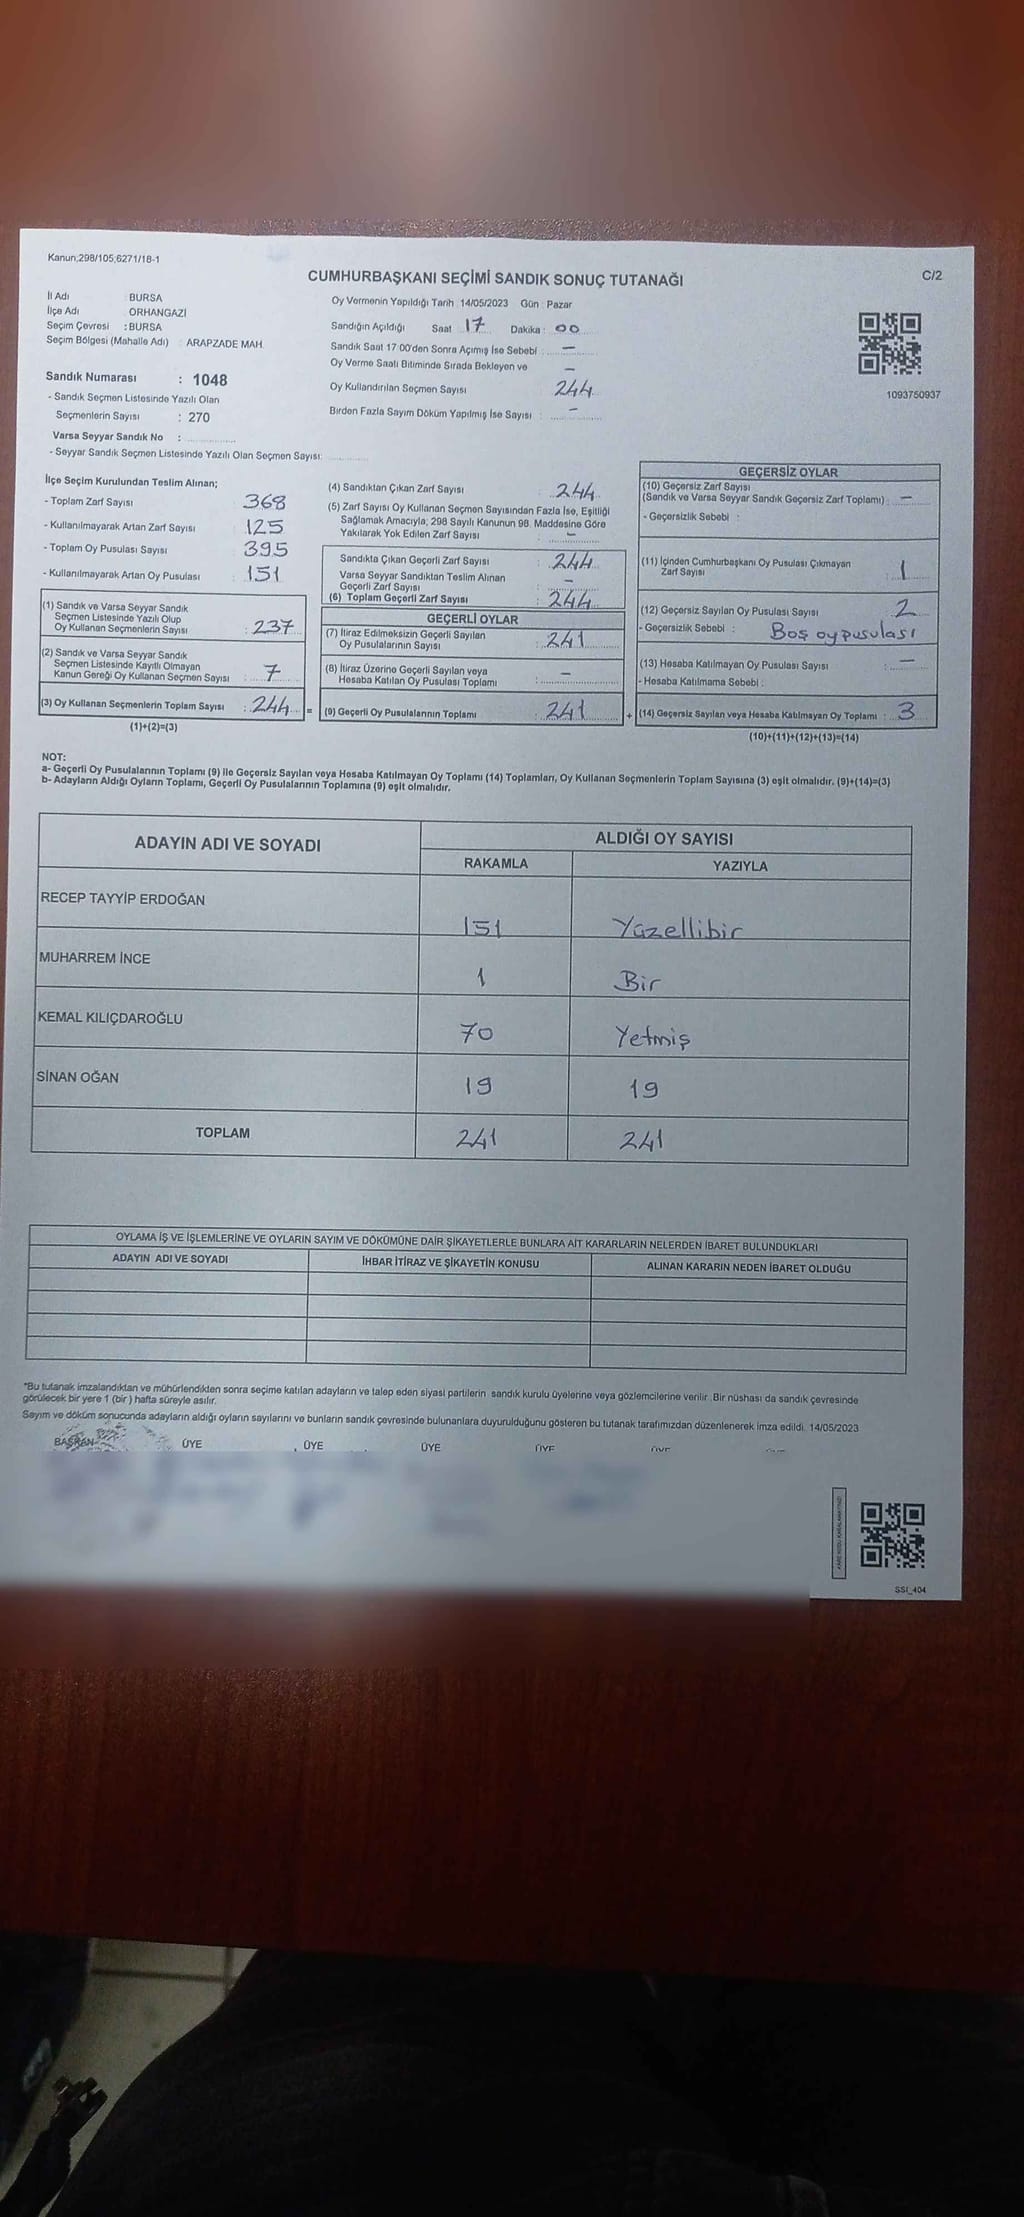 Kanun;298/105;6271/18-1
CUMHURBAŞKANI SEÇİMİ SANDIK SONUÇ TUTANAĞI
C/2
İl Adı : BURSA
İlçe Adı : ORHANGAZİ
Seçim Çevresi : BURSA
Seçim Bölgesi (Mahalle Adı) : ARAPZADE MAH.
Sandık Numarası : 1048
- Sandık Seçmen Listesinde Yazılı Olan
Seçmenlerin Sayısı : 270
Varsa Seyyar Sandık No :
- Seyyar Sandık Seçmen Listesinde Yazılı Olan Seçmen Sayısı:
Oy Vermenin Yapıldığı Tarih : 14/05/2023 Gün : Pazar
Sandığın Açıldığı Saat 17 Dakika : 00
Sandık Saat 17:00'den Sonra Açımış İse Sebebi : —
Oy Verme Saati Bitiminde Sırada Bekleyen ve
Oy Kullandırılan Seçmen Sayısı —
244
Birden Fazla Sayım Döküm Yapılmış İse Sayısı : -
1093750937
İlçe Seçim Kurulundan Teslim Alınan;
- Toplam Zarf Sayısı : 368
- Kullanılmayarak Artan Zarf Sayısı : 125
- Toplam Oy Pusulası Sayısı : 395
- Kullanılmayarak Artan Oy Pusulası : 151
(1) Sandık ve Varsa Seyyar Sandık
Seçmen Listesinde Yazılı Olup
Oy Kullanan Seçmenlerin Sayısı : 237
(2) Sandık ve Varsa Seyyar Sandık
Seçmen Listesinde Kayıtlı Olmayan
Kanun Gereği Oy Kullanan Seçmen Sayısı : 7
(3) Oy Kullanan Seçmenlerin Toplam Sayısı : 244 =
(1)+(2)=(3)
(4) Sandıktan Çıkan Zarf Sayısı : 244
(5) Zarf Sayısı Oy Kullanan Seçmen Sayısından Fazla İse, Eşitliği
Sağlamak Amacıyla; 298 Sayılı Kanunun 98. Maddesine Göre
Yakılarak Yok Edilen Zarf Sayısı : —
Sandıkta Çıkan Geçerli Zarf Sayısı : 244
Varsa Seyyar Sandıktan Teslim Alınan
Geçerli Zarf Sayısı : —
(6) Toplam Geçerli Zarf Sayısı : 244
GEÇERLİ OYLAR
(7) İtiraz Edilmeksizin Geçerli Sayılan
Oy Pusulalarının Sayısı : 241
(8) İtiraz Üzerine Geçerli Sayılan veya
Hesaba Katılan Oy Pusulası Toplamı : —
(9) Geçerli Oy Pusulalarının Toplamı : 241 +
GEÇERSİZ OYLAR
(10) Geçersiz Zarf Sayısı
(Sandık ve Varsa Seyyar Sandık Geçersiz Zarf Toplamı) : —
- Geçersizlik Sebebi :
(11) İçinden Cumhurbaşkanı Oy Pusulası Çıkmayan
Zarf Sayısı : 1
(12) Geçersiz Sayılan Oy Pusulası Sayısı : 2
- Geçersizlik Sebebi : Boş oy pusulası
(13) Hesaba Katılmayan Oy Pusulası Sayısı : —
- Hesaba Katılmama Sebebi :
(14) Geçersiz Sayılan veya Hesaba Katılmayan Oy Toplamı : 3
(10)+(11)+(12)+(13)=(14)
NOT:
a- Geçerli Oy Pusulalarının Toplamı (9) ile Geçersiz Sayılan veya Hesaba Katılmayan Oy Toplamı (14) Toplamları, Oy Kullanan Seçmenlerin Toplam Sayısına (3) eşit olmalıdır. (9)+(14)=(3)
b- Adayların Aldığı Oyların Toplamı, Geçerli Oy Pusulalarının Toplamına (9) eşit olmalıdır.
ADAYIN ADI VE SOYADI
ALDIĞI OY SAYISI
RAKAMLA YAZIYLA
RECEP TAYYİP ERDOĞAN 151 Yüzellibir
MUHARREM İNCE 1 Bir
KEMAL KILIÇDAROĞLU 70 Yetmiş
SİNAN OĞAN 19 19
TOPLAM 241 241
OYLAMA İŞ VE İŞLEMLERİNE VE OYLARIN SAYIM VE DÖKÜMÜNE DAİR ŞİKAYETLERLE BUNLARA AİT KARARLARIN NELERDEN İBARET BULUNDUKLARI
ADAYIN ADI VE SOYADI İHBAR İTİRAZ VE ŞİKAYETİN KONUSU ALINAN KARARIN NEDEN İBARET OLDUĞU
*Bu tutanak imzalandıktan ve mühürlendikten sonra seçime katılan adayların ve talep eden siyasi partilerin sandık kurulu üyelerine veya gözlemcilerine verilir. Bir nüshası da sandık çevresinde
görülecek bir yere 1 (bir) hafta süreyle asılır.
Sayım ve döküm sonucunda adayların aldığı oyların sayılarını ve bunların sandık çevresinde bulunanlara duyurulduğunu gösteren bu tutanak tarafımızdan düzenlenerek imza edildi. 14/05/2023
BAŞKAN ÜYE ÜYE ÜYE ÜYE ÜYE
SSI_404